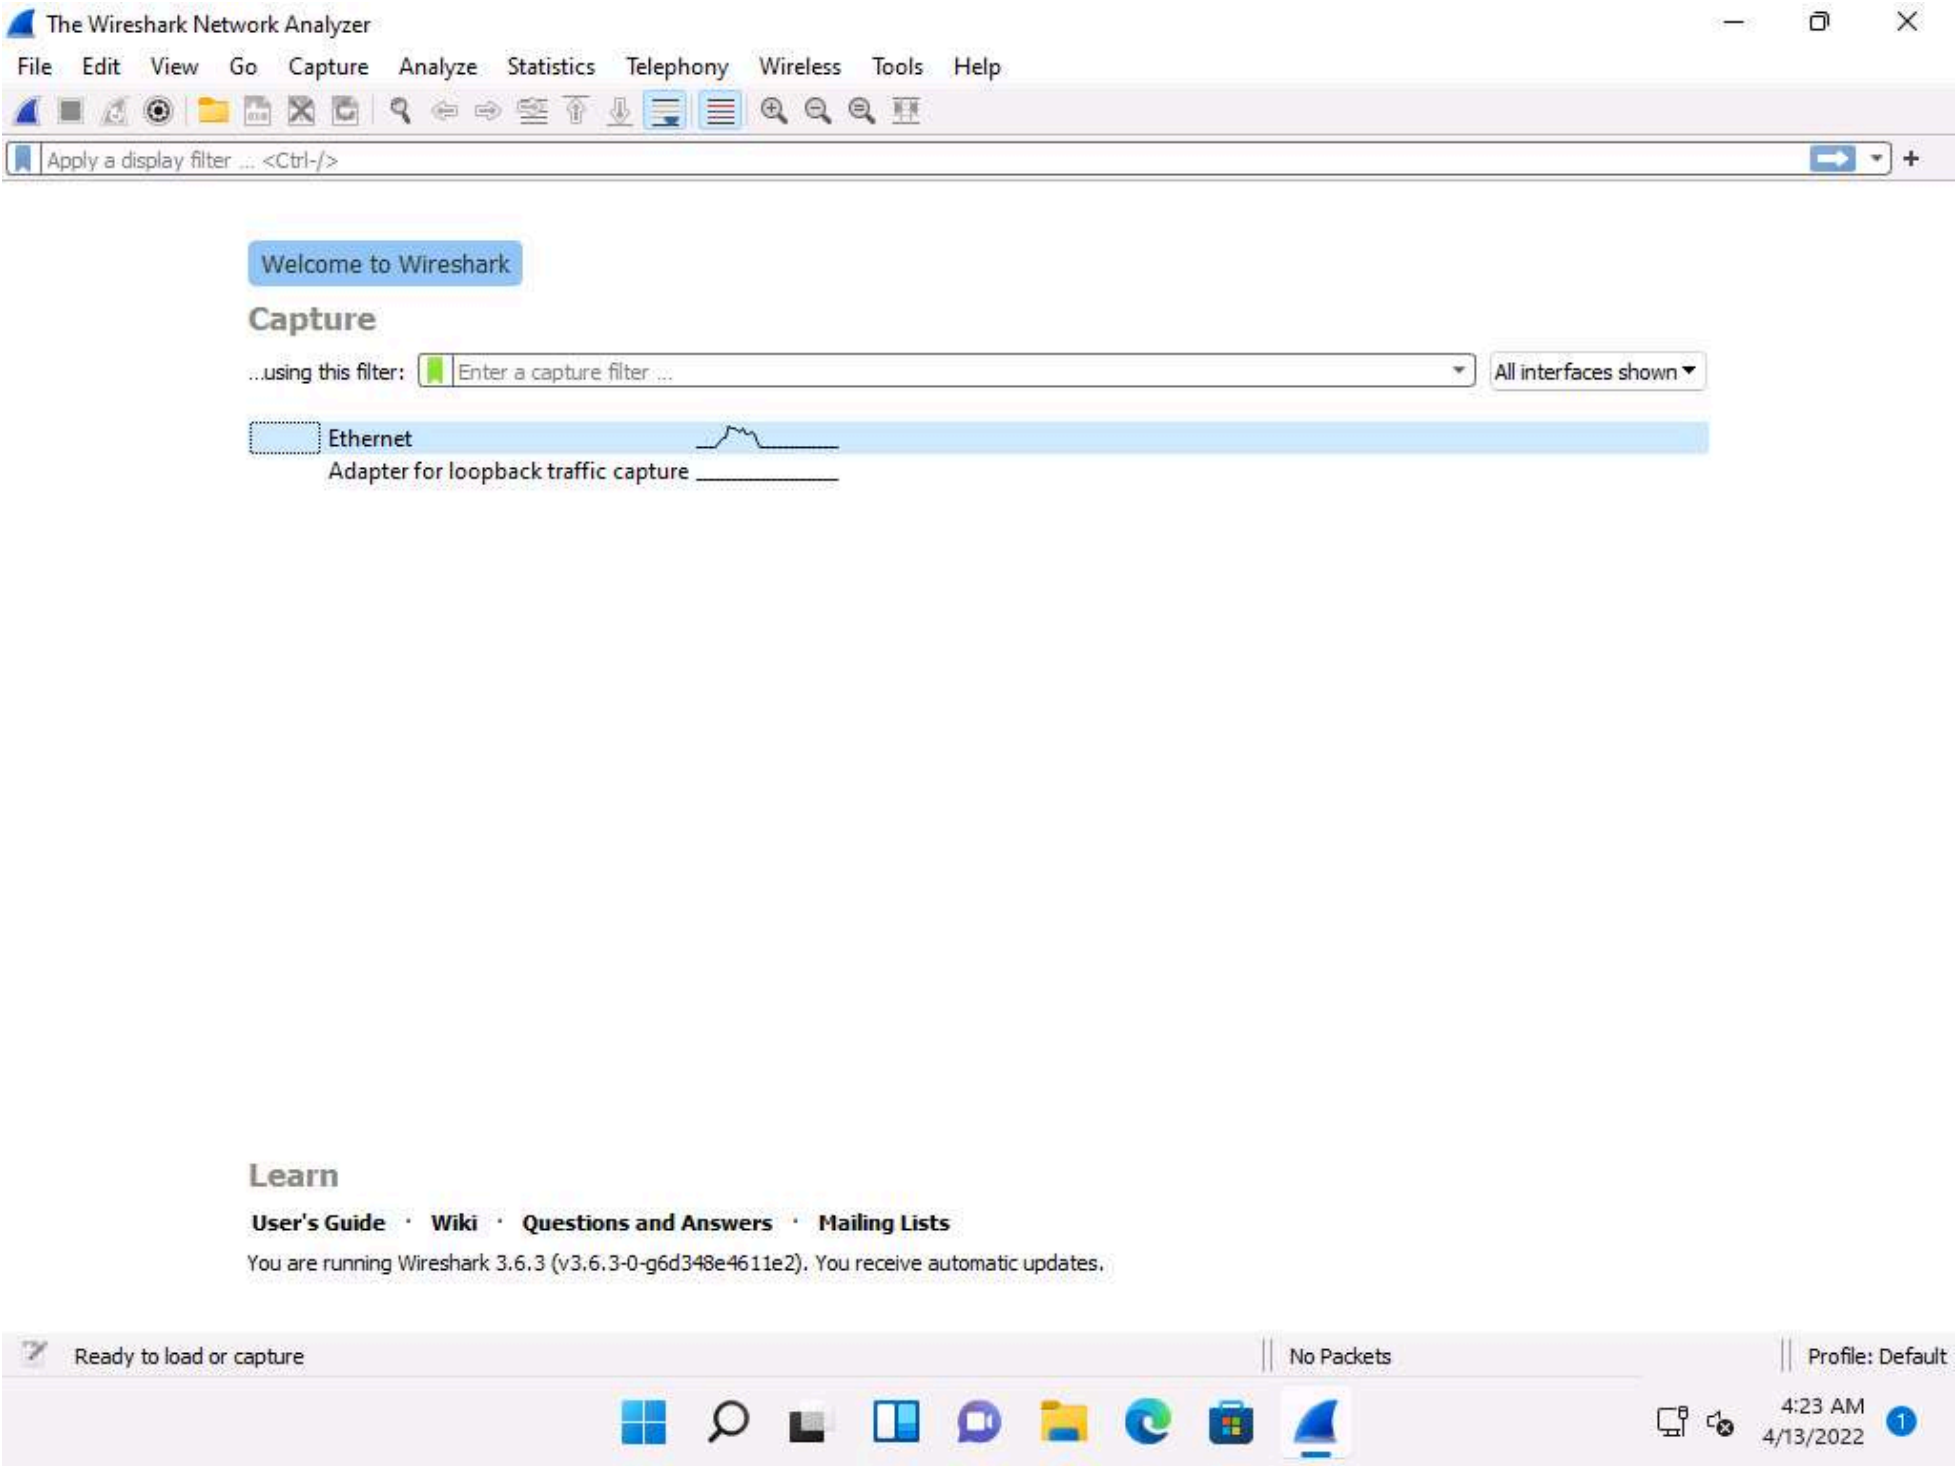 The Wireshark Network Analyzer
File Edit View Go Capture Analyze Statistics Telephony Wireless Tools Help
Apply a display filter ... <Ctrl-/>
Welcome to Wireshark
Capture
...using this filter: Enter a capture filter ... All interfaces shown
Ethernet
Adapter for loopback traffic capture
Learn
User's Guide · Wiki · Questions and Answers · Mailing Lists
You are running Wireshark 3.6.3 (v3.6.3-0-g6d348e4611e2). You receive automatic updates.
Ready to load or capture No Packets Profile: Default
4:23 AM
4/13/2022
1